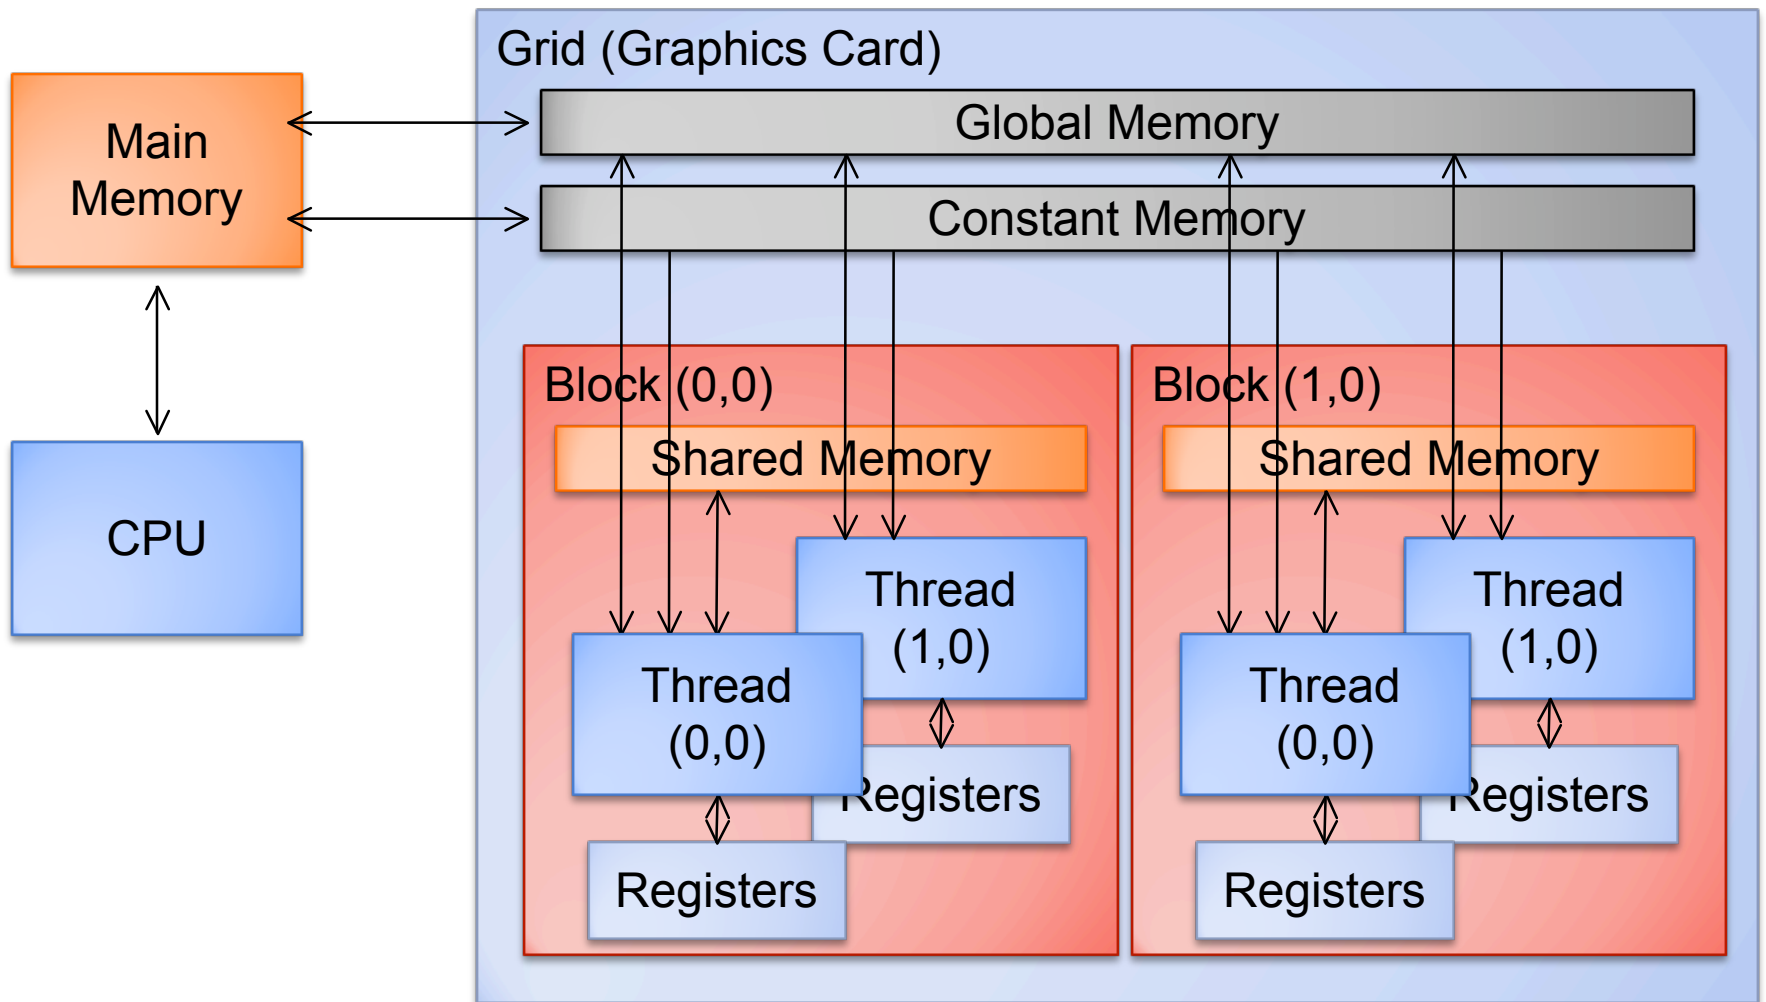 Grid (Graphics Card)
Main
Memory
Global Memory
Constant Memory
CPU
Block (0,0)
Shared Memory
Thread
(1,0)
Thread
(0,0)
Registers
Registers
Block (1,0)
Shared Memory
Thread
(1,0)
Thread
(0,0)
Registers
Registers